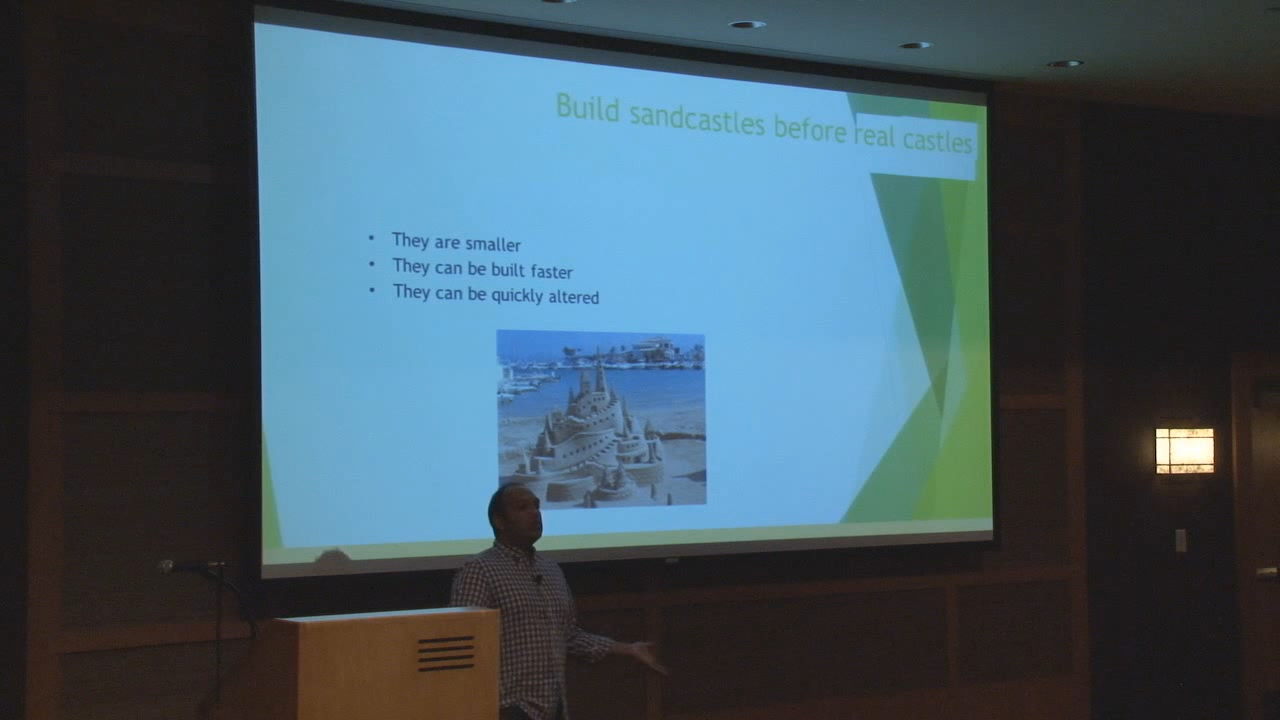 Build sandcastles before real castles
• They are smaller
• They can be built faster
• They can be quickly altered